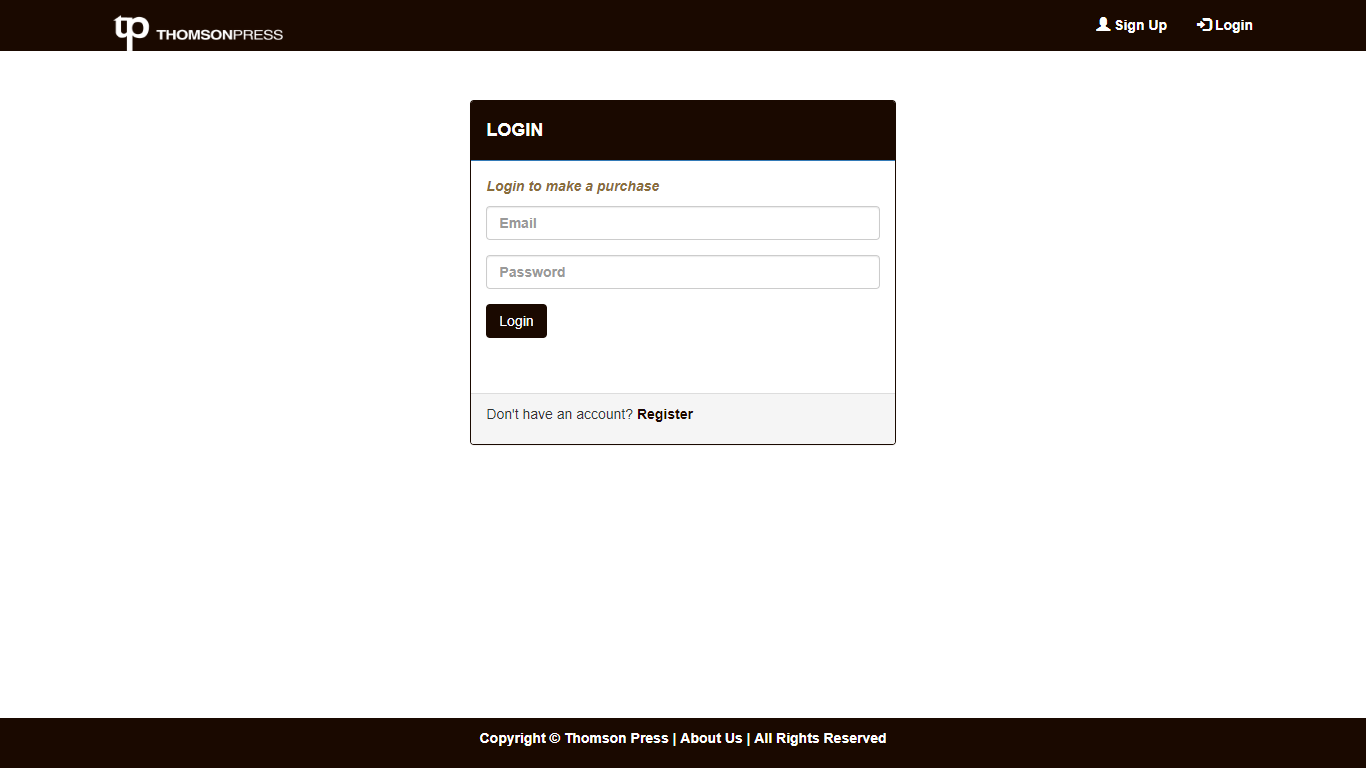 tp THOMSONPRESS
Sign Up
Login
LOGIN
Login to make a purchase
Email
Password
Login
Don't have an account? Register
Copyright © Thomson Press | About Us | All Rights Reserved